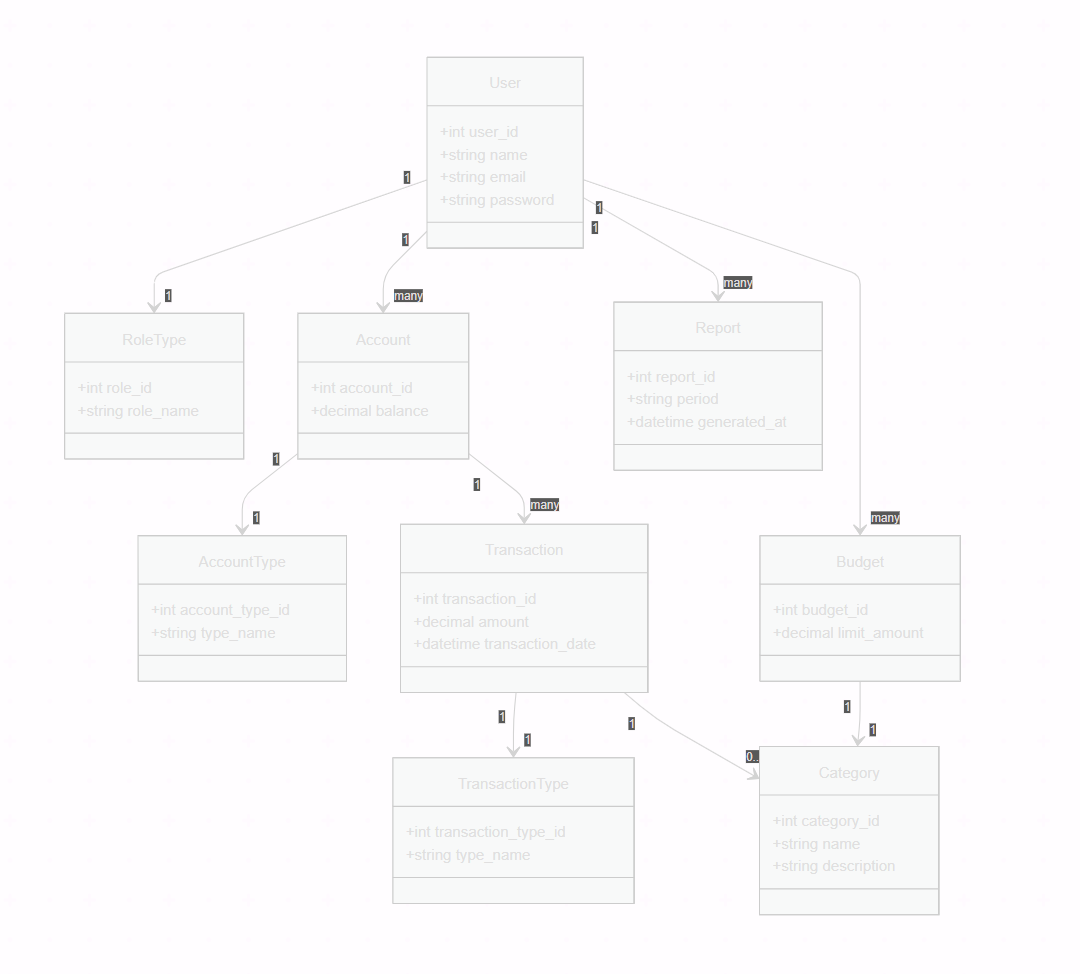 User
+int user_id
+string name
+string email
+string password
1
1
1
1
1
many
many
RoleType
+int role_id
+string role_name
Account
+int account_id
+decimal balance
Report
+int report_id
+string period
+datetime generated_at
1
1
1
many
many
AccountType
+int account_type_id
+string type_name
Transaction
+int transaction_id
+decimal amount
+datetime transaction_date
Budget
+int budget_id
+decimal limit_amount
1
1
1
0..
1
1
TransactionType
+int transaction_type_id
+string type_name
Category
+int category_id
+string name
+string description